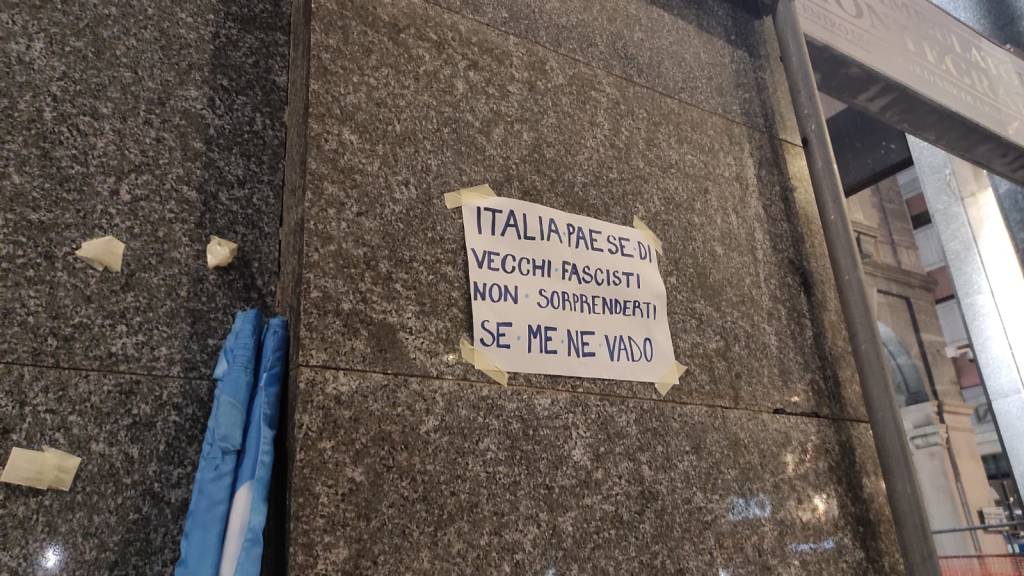 ITALIA·PAESE·DI
VECCHI·FASCISTI
NON·SORPRENDERTI
SE·ME·NE·VADO